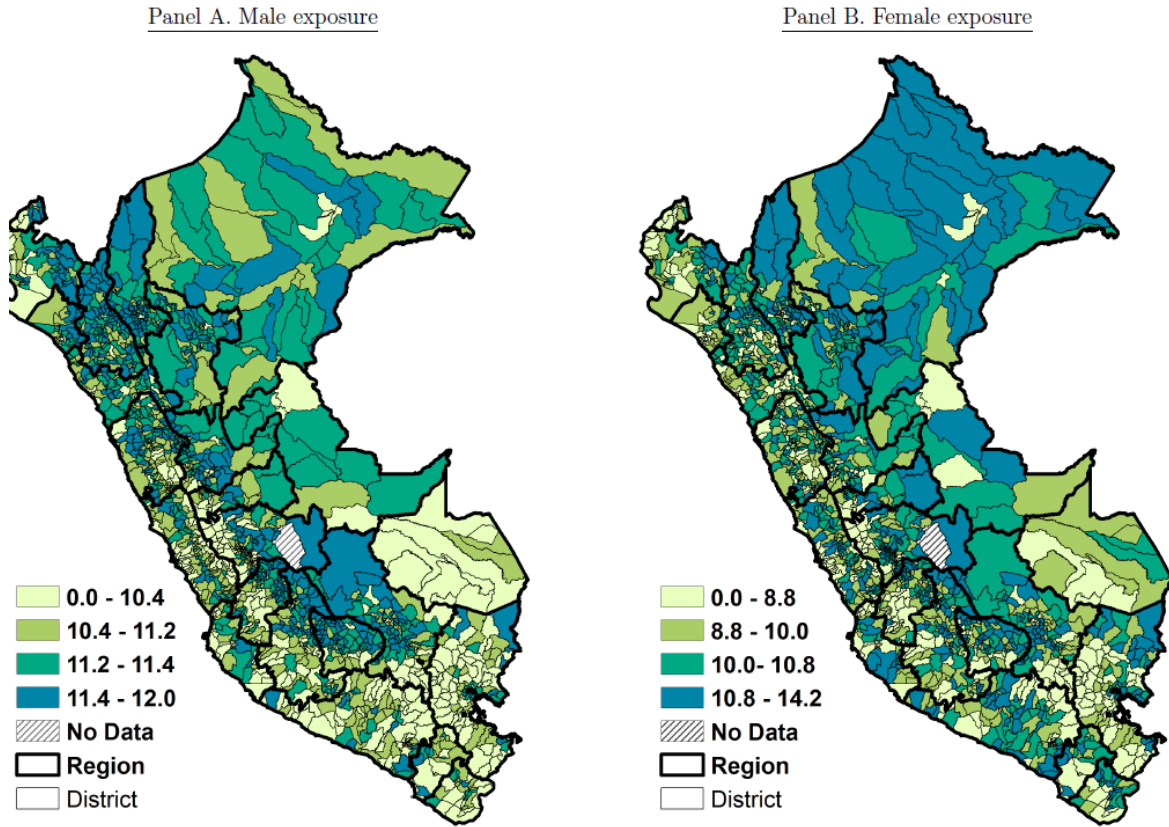 Panel A. Male exposure
Panel B. Female exposure
0.0 - 10.4
10.4 - 11.2
11.2 - 11.4
11.4 - 12.0
No Data
Region
District
0.0 - 8.8
8.8 - 10.0
10.0- 10.8
10.8 - 14.2
No Data
Region
District